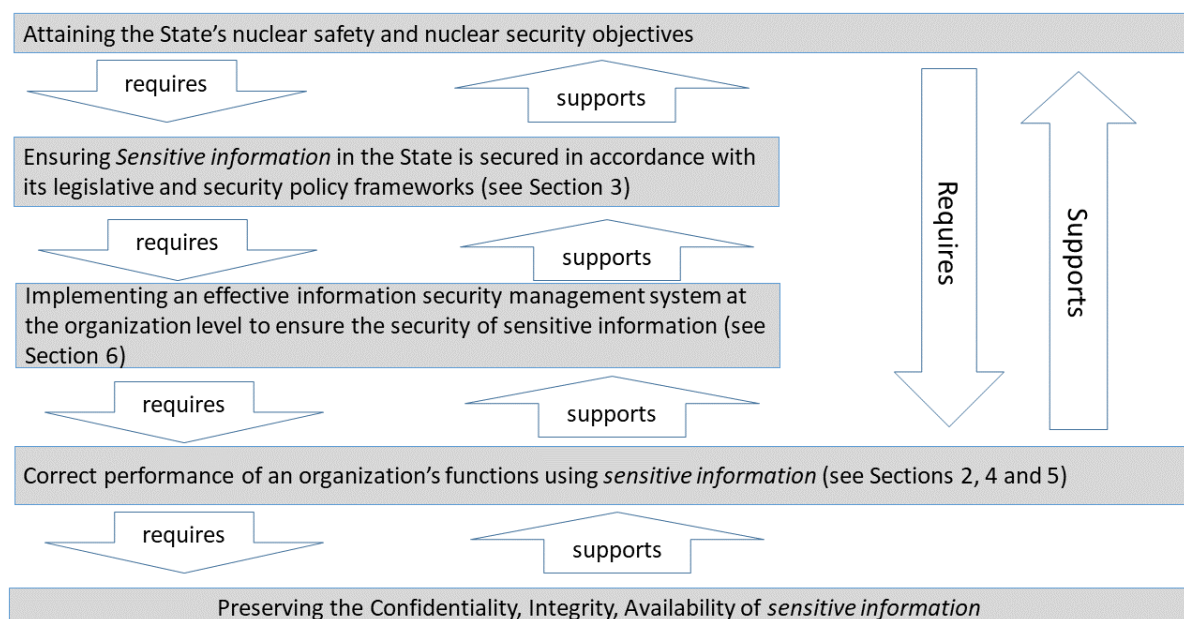 Attaining the State's nuclear safety and nuclear security objectives
requires
supports
Ensuring Sensitive information in the State is secured in accordance with
its legislative and security policy frameworks (see Section 3)
requires
supports
Implementing an effective information security management system at
the organization level to ensure the security of sensitive information (see
Section 6)
requires
supports
Correct performance of an organization's functions using sensitive information (see Sections 2, 4 and 5)
requires
supports
Preserving the Confidentiality, Integrity, Availability of sensitive information
Requires
Supports